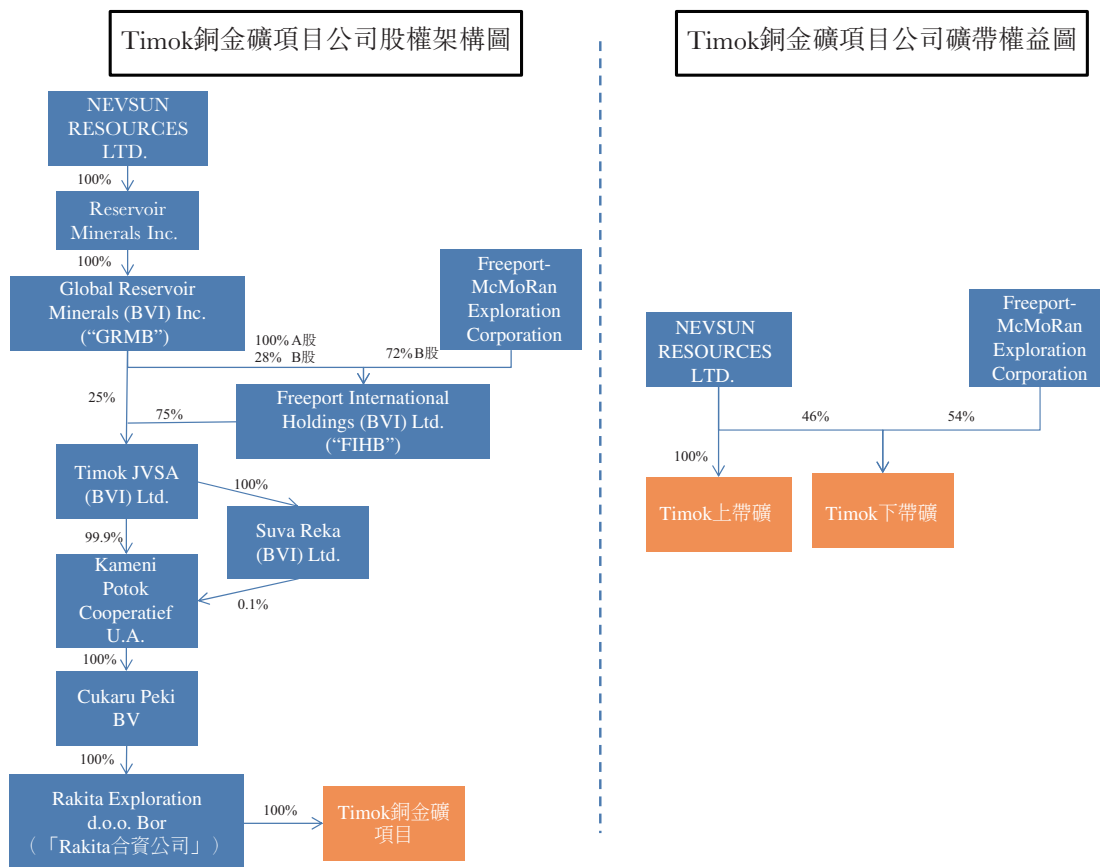 Timok銅金礦項目公司股權架構圖
NEVSUN
RESOURCES
LTD.
100%
Reservoir
Minerals Inc.
100%
Global Reservoir
Minerals (BVI) Inc.
(“GRMB”)
Freeport-
McMoRan
Exploration
Corporation
100% A股
28% B股
72% B股
25%
75%
Freeport International
Holdings (BVI) Ltd.
(“FIHB”)
Timok JVSA
(BVI) Ltd.
100%
Suva Reka
(BVI) Ltd.
99.9%
0.1%
Kameni
Potok
Cooperatief
U.A.
100%
Cukaru Peki
BV
100%
Rakita Exploration
d.o.o. Bor
（「Rakita合資公司」）
100%
Timok銅金礦
項目
Timok銅金礦項目公司礦帶權益圖
NEVSUN
RESOURCES
LTD.
Freeport-
McMoRan
Exploration
Corporation
46%
54%
100%
Timok上帶礦
Timok下帶礦